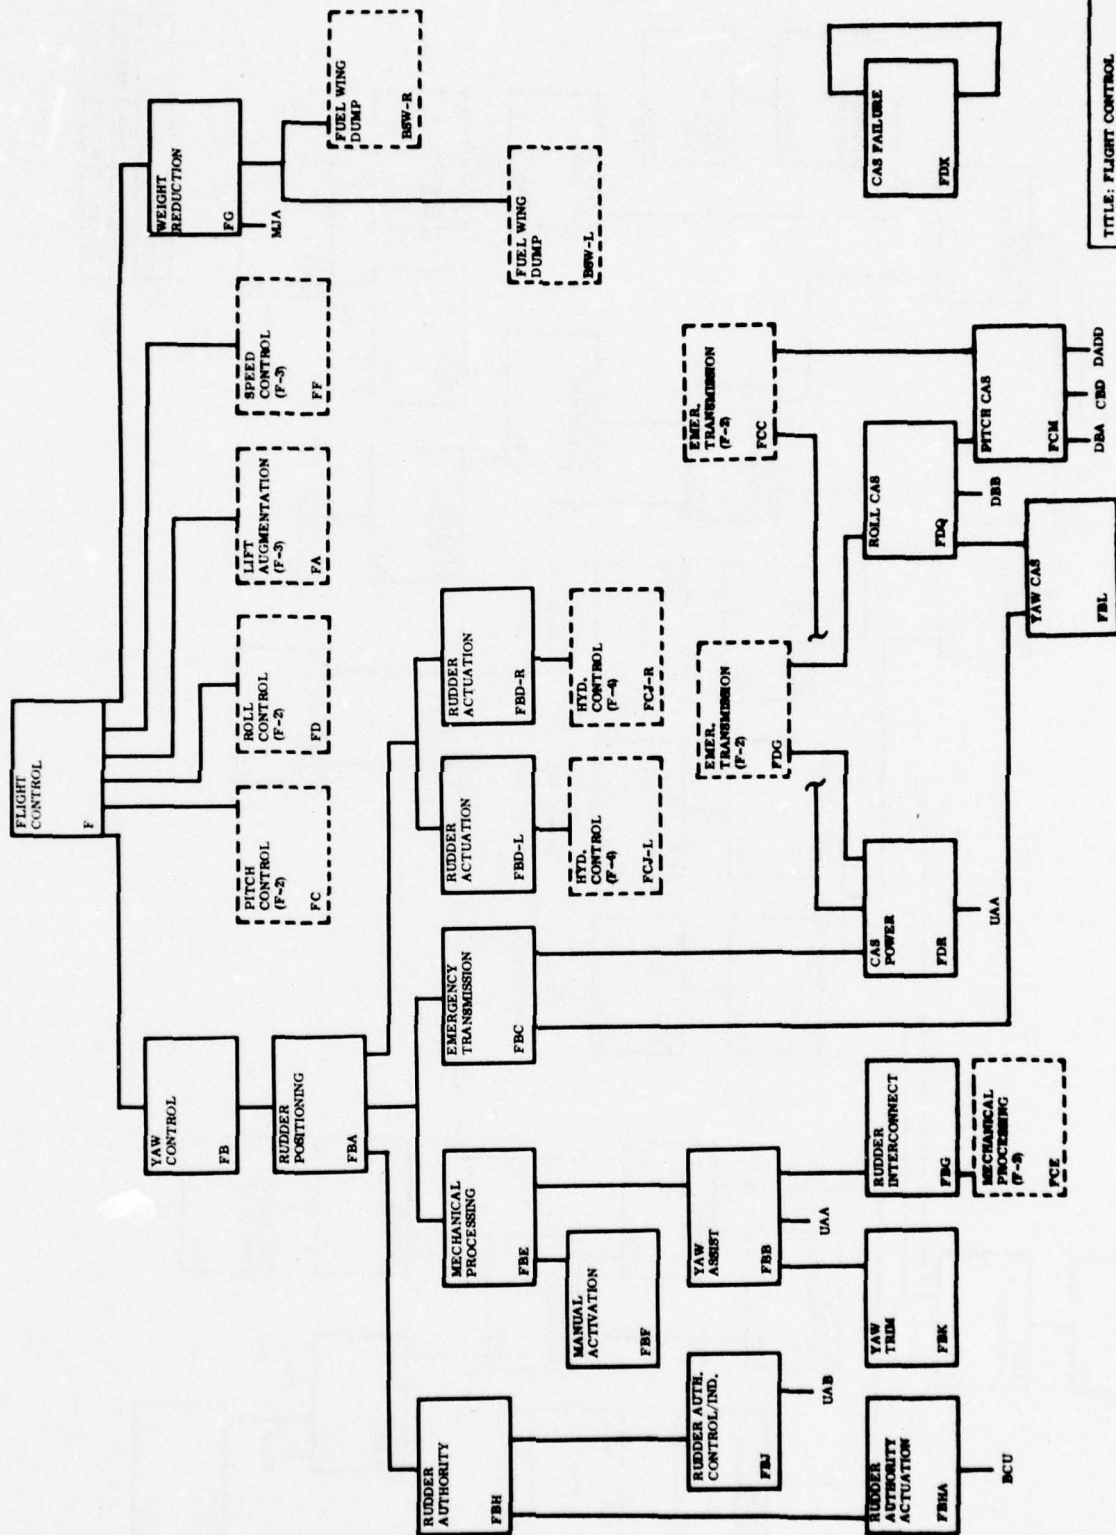 FLIGHT
CONTROL
F
YAW
CONTROL
FB
PITCH
CONTROL
(F-2)
FC
ROLL
CONTROL
(F-2)
FD
LIFT
AUGMENTATION
(F-3)
FA
SPEED
CONTROL
(F-3)
FF
WEIGHT
REDUCTION
FG
MJA
FUEL WING
DUMP
BSW-R
FUEL WING
DUMP
BSW-L
RUDDER
POSITIONING
FBA
RUDDER
AUTHORITY
FBH
MECHANICAL
PROCESSING
FBE
EMERGENCY
TRANSMISSION
FBC
RUDDER
ACTUATION
FBD-L
RUDDER
ACTUATION
FBD-R
MANUAL
ACTIVATION
FBF
HYD.
CONTROL
(F-4)
FCJ-L
HYD.
CONTROL
(F-4)
FCJ-R
RUDDER AUTH.
CONTROL/IND.
FBJ
UAB
YAW
ASSIST
FBB
UAA
EMER.
TRANSMISSION
(F-2)
FDG
EMER.
TRANSMISSION
(F-2)
FCC
RUDDER
AUTHORITY
ACTUATION
FBHA
BCU
YAW
TRIM
FBK
RUDDER
INTERCONNECT
FBG
MECHANICAL
PROCESSING
(F-2)
FCE
CAS
POWER
FDR
UAA
ROLL CAS
FDQ
DBB
PITCH CAS
FCM
DBA CBD DADD
YAW CAS
FBL
CAS FAILURE
FDX
TITLE: FLIGHT CONTROL